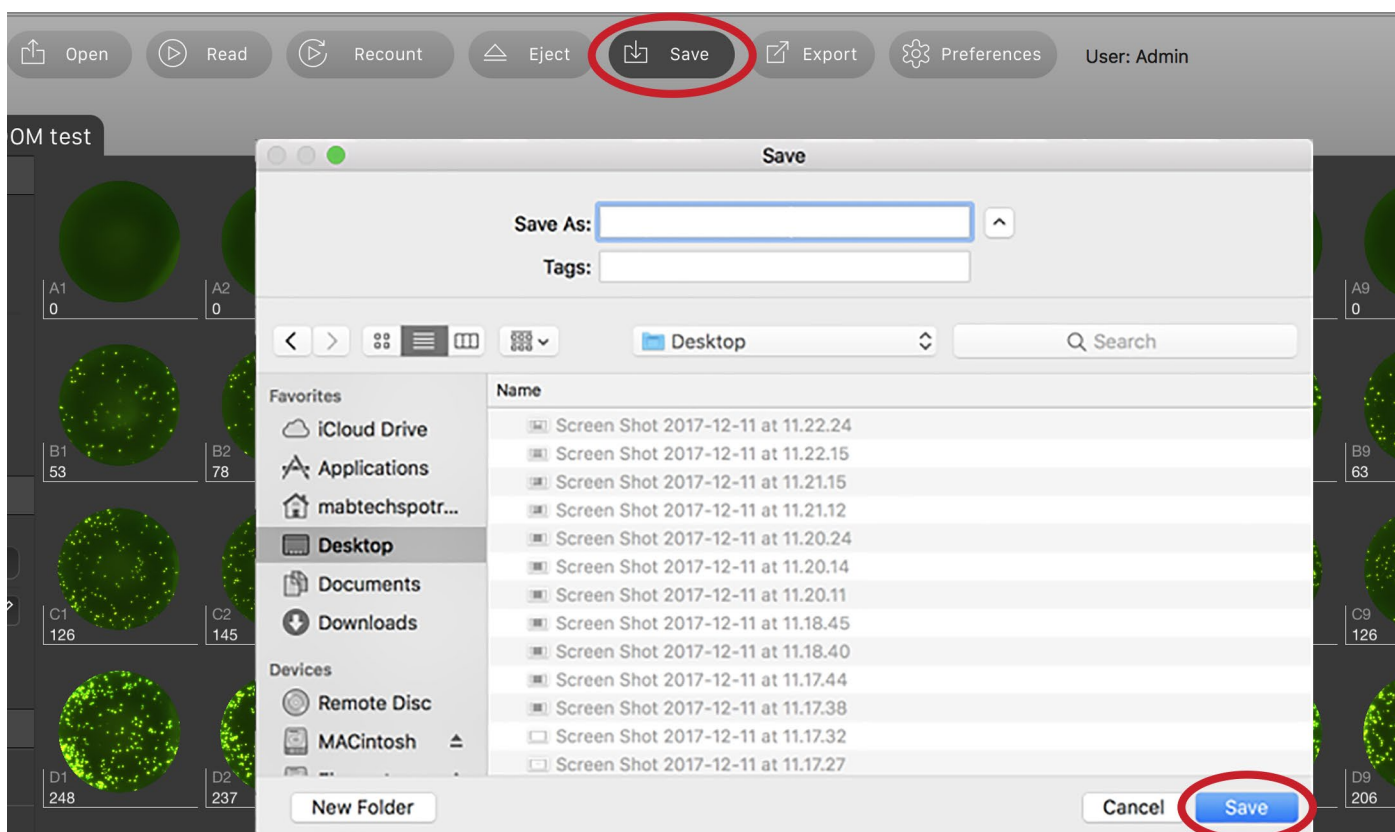 Open Read Recount Eject Save Export Preferences User: Admin
OM test
Save
Save As:
Tags:
A1 A2 A9
0 0 0
Desktop Search
Favorites Name
iCloud Drive
Applications
mabtechspotr...
Desktop
Documents
Downloads
Devices
Remote Disc
MACintosh
Screen Shot 2017-12-11 at 11.22.24
Screen Shot 2017-12-11 at 11.22.15
Screen Shot 2017-12-11 at 11.21.15
Screen Shot 2017-12-11 at 11.21.12
Screen Shot 2017-12-11 at 11.20.24
Screen Shot 2017-12-11 at 11.20.14
Screen Shot 2017-12-11 at 11.20.11
Screen Shot 2017-12-11 at 11.18.45
Screen Shot 2017-12-11 at 11.18.40
Screen Shot 2017-12-11 at 11.17.44
Screen Shot 2017-12-11 at 11.17.38
Screen Shot 2017-12-11 at 11.17.32
Screen Shot 2017-12-11 at 11.17.27
B1 B2 B9
53 78 63
C1 C2 C9
126 145 126
D1 D2 D9
248 237 206
New Folder Cancel Save